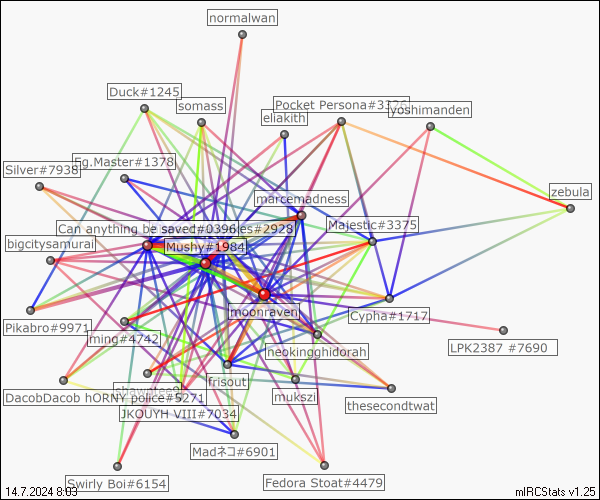 normalwan
Duck#1245
somass
Pocket Persona#3326
eliakith
lyoshimanden
Silver#7938
Fg.Master#1378
zebula
marcemadness
Can anything be saved#0396
es#2928
Majestic#3375
bigcitysamurai
Mushy#1984
moonraven
Cypha#1717
Pikabro#9971
ming#4742
neokingghidorah
LPK2387 #7690
frisout
DacobDacob hORNY police#5271
mukszi
thesecondtwat
JKOUYH VIII#7034
Madネコ#6901
Swirly Boi#6154
Fedora Stoat#4479
14.7.2024 8:03
mIRCStats v1.25